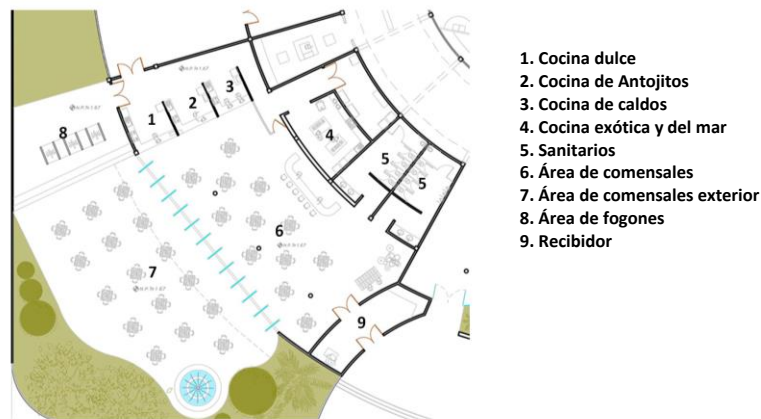 1. Cocina dulce
2. Cocina de Antojitos
3. Cocina de caldos
4. Cocina exótica y del mar
5. Sanitarios
6. Área de comensales
7. Área de comensales exterior
8. Área de fogones
9. Recibidor
1
2
3
4
5
5
6
7
8
9